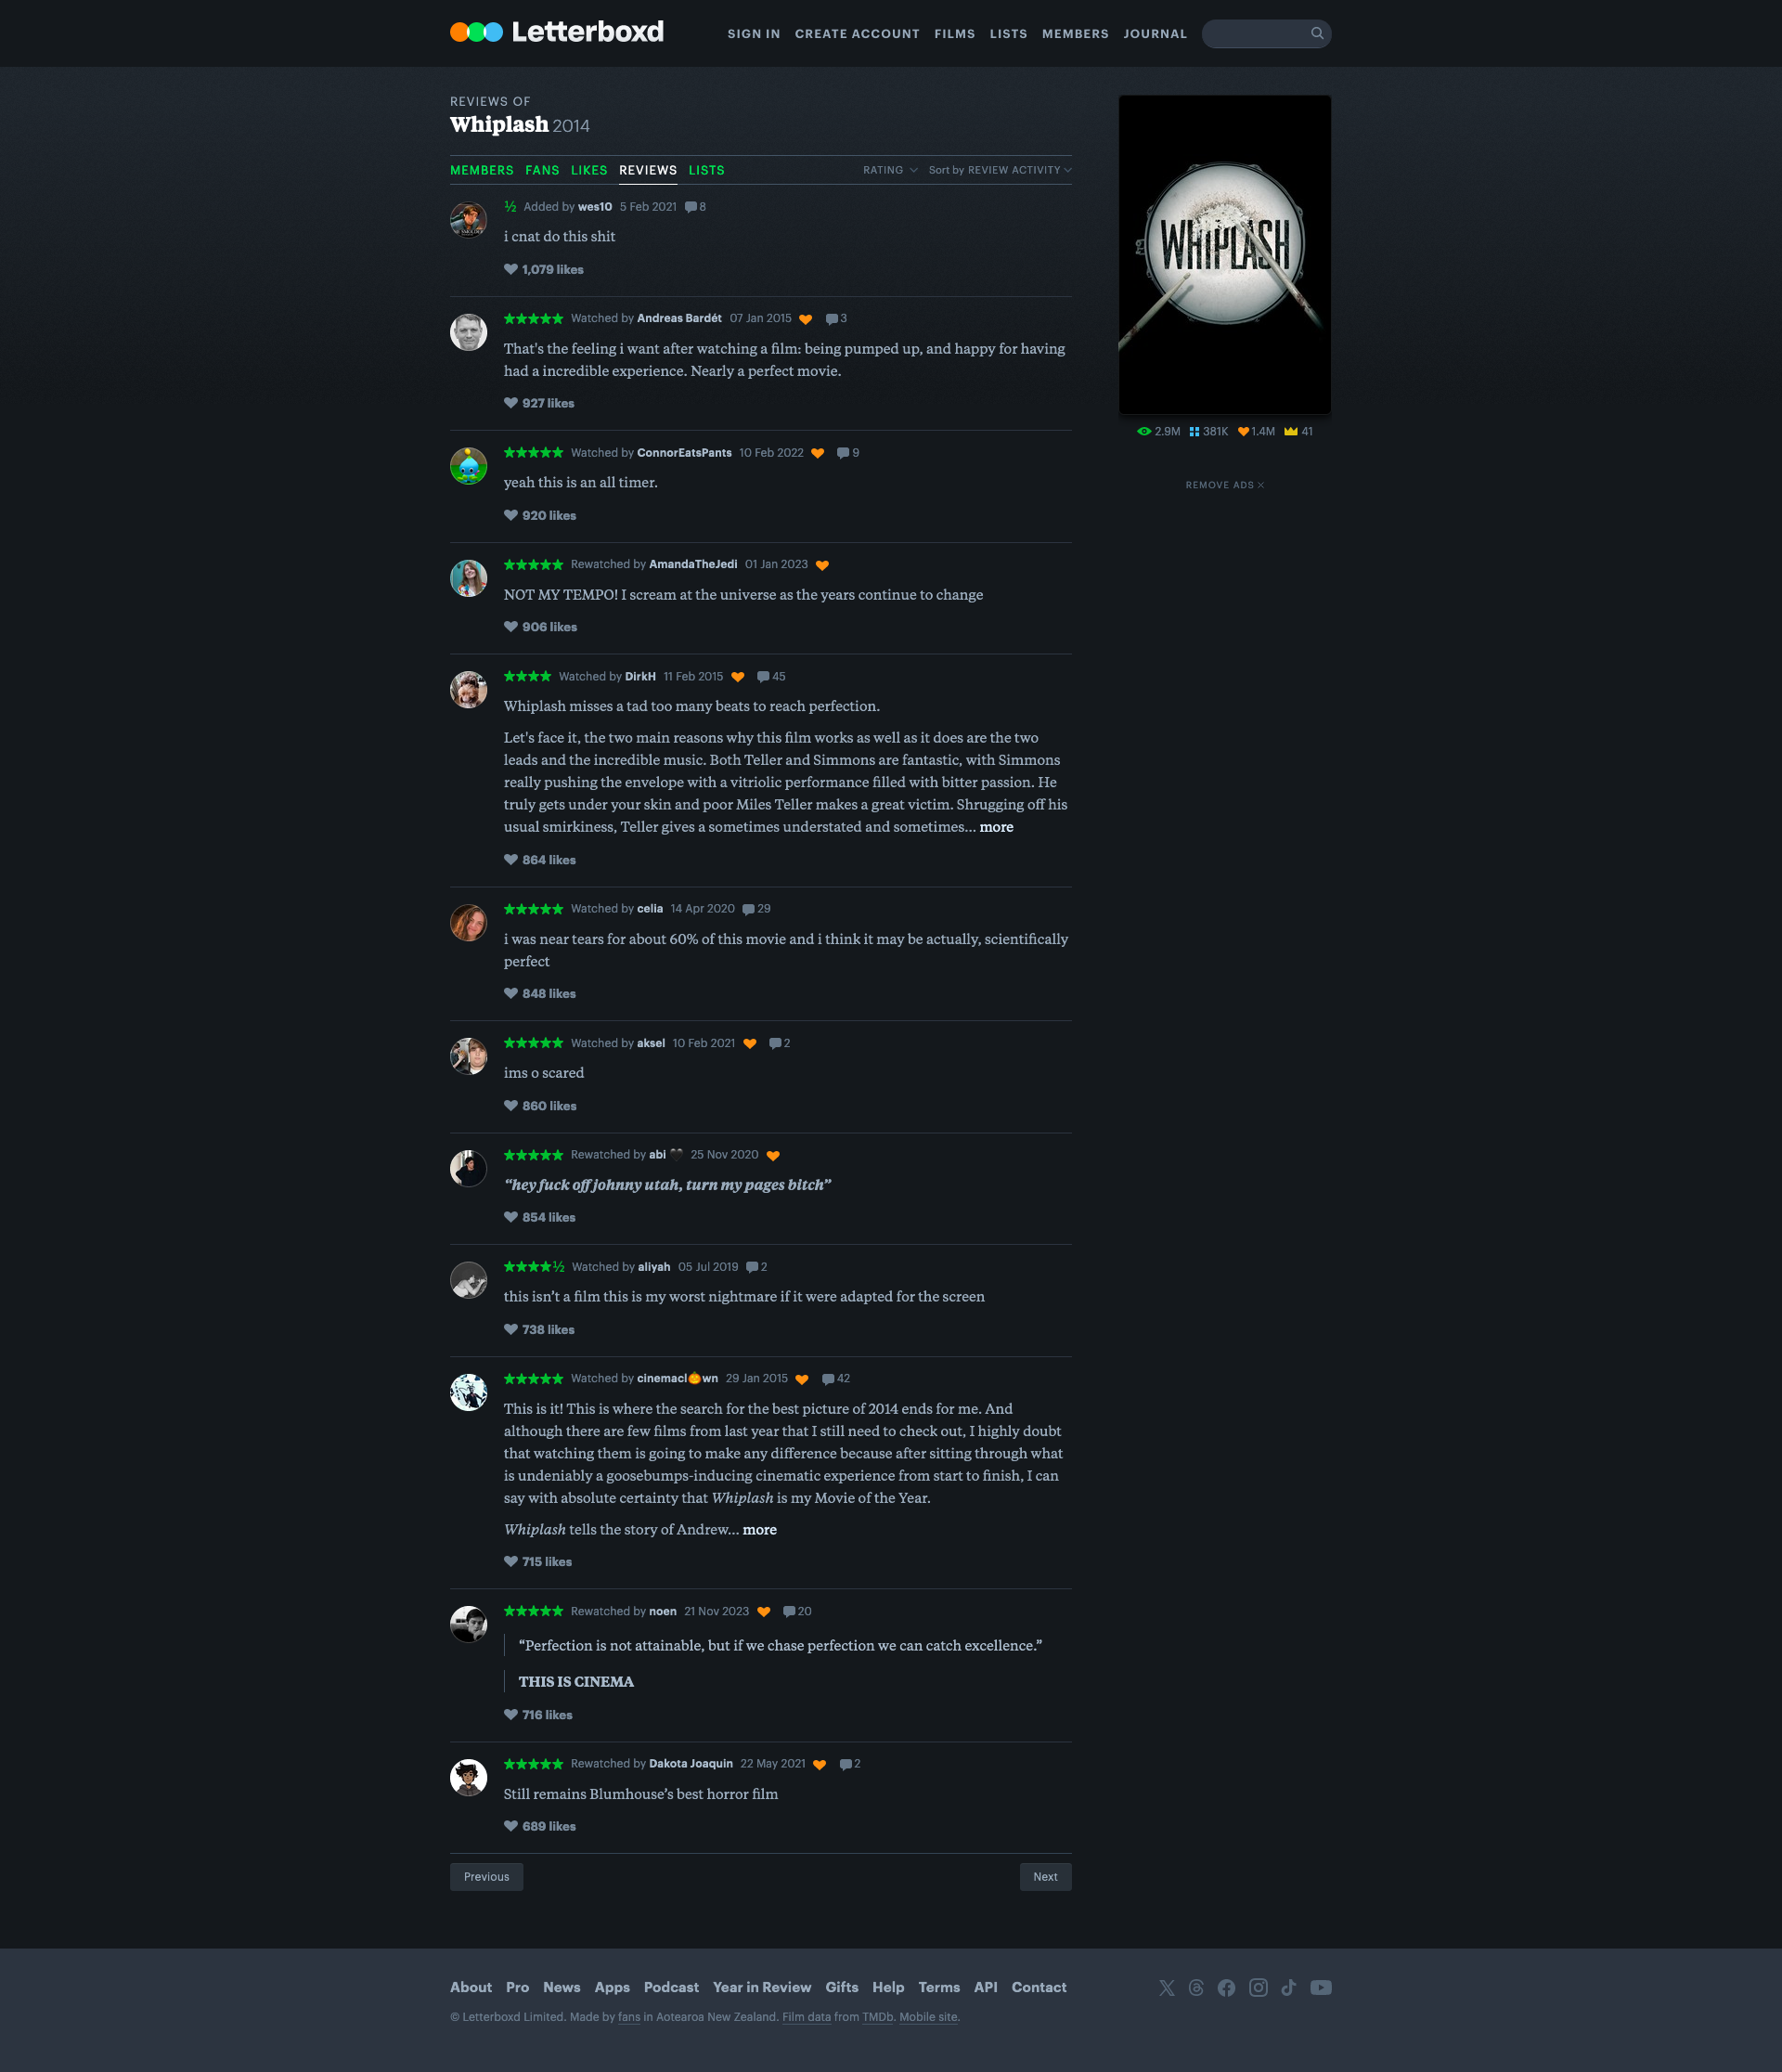 Letterboxd
SIGN IN CREATE ACCOUNT FILMS LISTS MEMBERS JOURNAL
REVIEWS OF
Whiplash 2014
MEMBERS FANS LIKES REVIEWS LISTS RATING Sort by REVIEW ACTIVITY
½ Added by wes10 5 Feb 2021 8
i cnat do this shit
1,079 likes
★★★★★ Watched by Andreas Bardét 07 Jan 2015 3
That's the feeling i want after watching a film: being pumped up, and happy for having
had a incredible experience. Nearly a perfect movie.
927 likes
★★★★★ Watched by ConnorEatsPants 10 Feb 2022 9
yeah this is an all timer.
920 likes
★★★★★ Rewatched by AmandaTheJedi 01 Jan 2023
NOT MY TEMPO! I scream at the universe as the years continue to change
906 likes
★★★★ Watched by DirkH 11 Feb 2015 45
Whiplash misses a tad too many beats to reach perfection.
Let's face it, the two main reasons why this film works as well as it does are the two
leads and the incredible music. Both Teller and Simmons are fantastic, with Simmons
really pushing the envelope with a vitriolic performance filled with bitter passion. He
truly gets under your skin and poor Miles Teller makes a great victim. Shrugging off his
usual smirkiness, Teller gives a sometimes understated and sometimes... more
864 likes
★★★★★ Watched by celia 14 Apr 2020 29
i was near tears for about 60% of this movie and i think it may be actually, scientifically
perfect
848 likes
★★★★★ Watched by aksel 10 Feb 2021 2
ims o scared
860 likes
★★★★★ Rewatched by abi 🖤 25 Nov 2020
“hey fuck off johnny utah, turn my pages bitch”
854 likes
★★★★½ Watched by aliyah 05 Jul 2019 2
this isn’t a film this is my worst nightmare if it were adapted for the screen
738 likes
★★★★★ Watched by cinemacl🎃wn 29 Jan 2015 42
This is it! This is where the search for the best picture of 2014 ends for me. And
although there are few films from last year that I still need to check out, I highly doubt
that watching them is going to make any difference because after sitting through what
is undeniably a goosebumps-inducing cinematic experience from start to finish, I can
say with absolute certainty that Whiplash is my Movie of the Year.
Whiplash tells the story of Andrew... more
715 likes
★★★★★ Rewatched by noen 21 Nov 2023 20
“Perfection is not attainable, but if we chase perfection we can catch excellence.”
THIS IS CINEMA
716 likes
★★★★★ Rewatched by Dakota Joaquin 22 May 2021 2
Still remains Blumhouse’s best horror film
689 likes
Previous Next
WHIPLASH
2.9M 381K 1.4M 41
REMOVE ADS
About Pro News Apps Podcast Year in Review Gifts Help Terms API Contact
© Letterboxd Limited. Made by fans in Aotearoa New Zealand. Film data from TMDb. Mobile site.